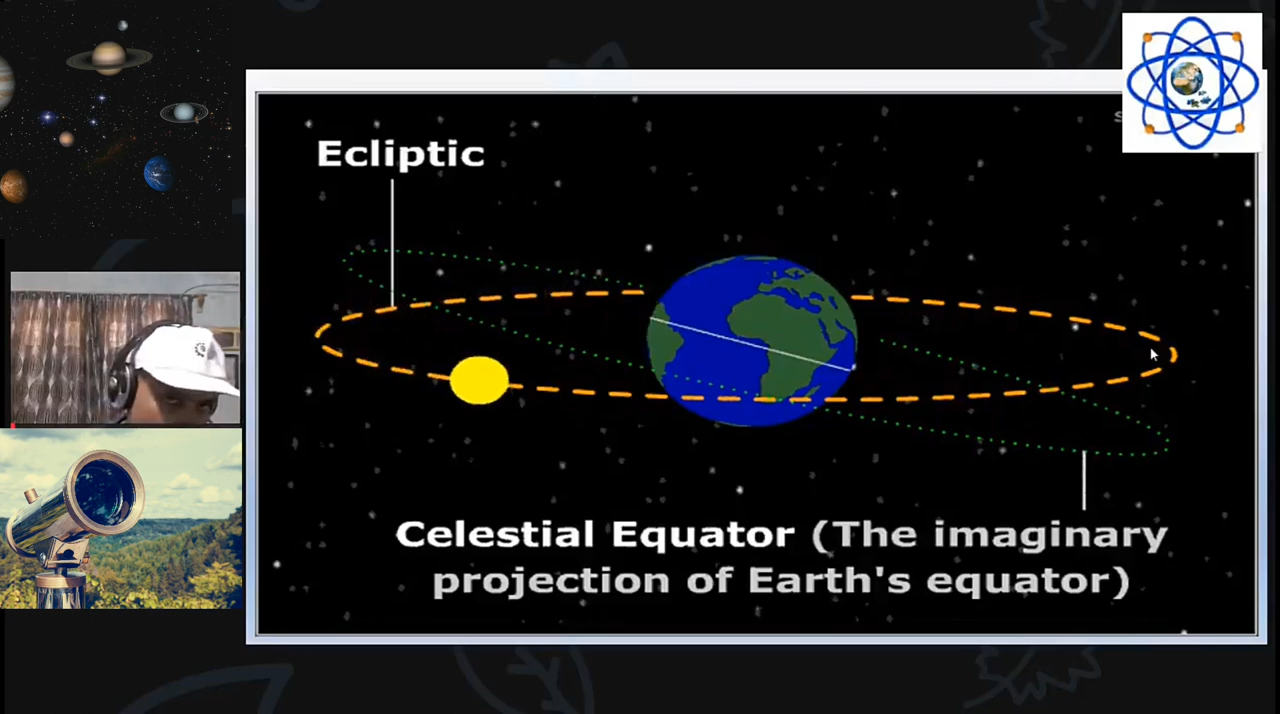 Ecliptic
Celestial Equator (The imaginary
projection of Earth's equator)